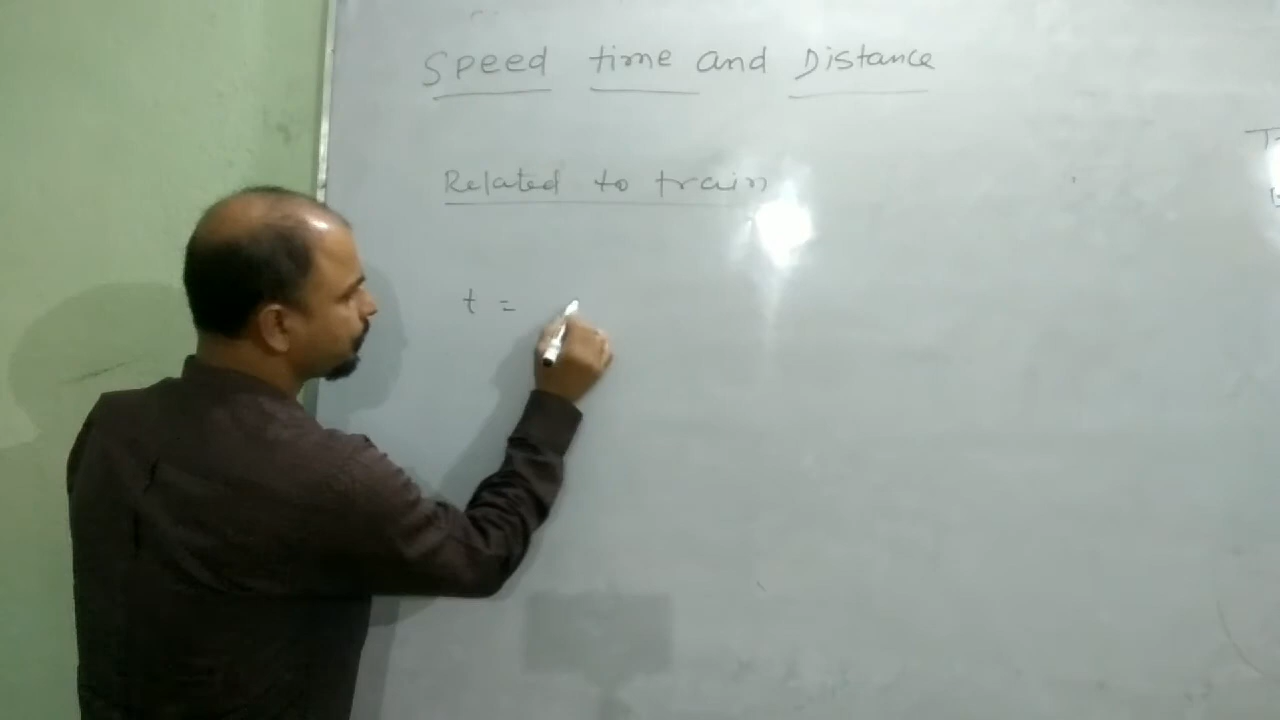 Speed time and Distance
Related to train
t =